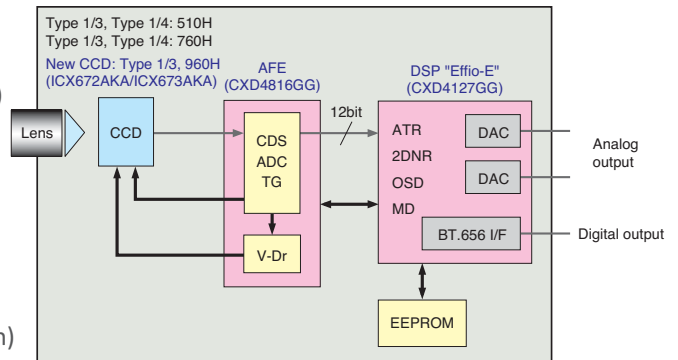 Type 1/3, Type 1/4: 510H
Type 1/3, Type 1/4: 760H
New CCD: Type 1/3, 960H
(ICX672AKA/ICX673AKA)
AFE
(CXD4816GG)
DSP "Effio-E"
(CXD4127GG)
)
Lens
CCD
CDS
ADC
TG
V-Dr
12bit
ATR
2DNR
OSD
MD
DAC
DAC
BT.656 I/F
Analog
output
Digital output
EEPROM
n)